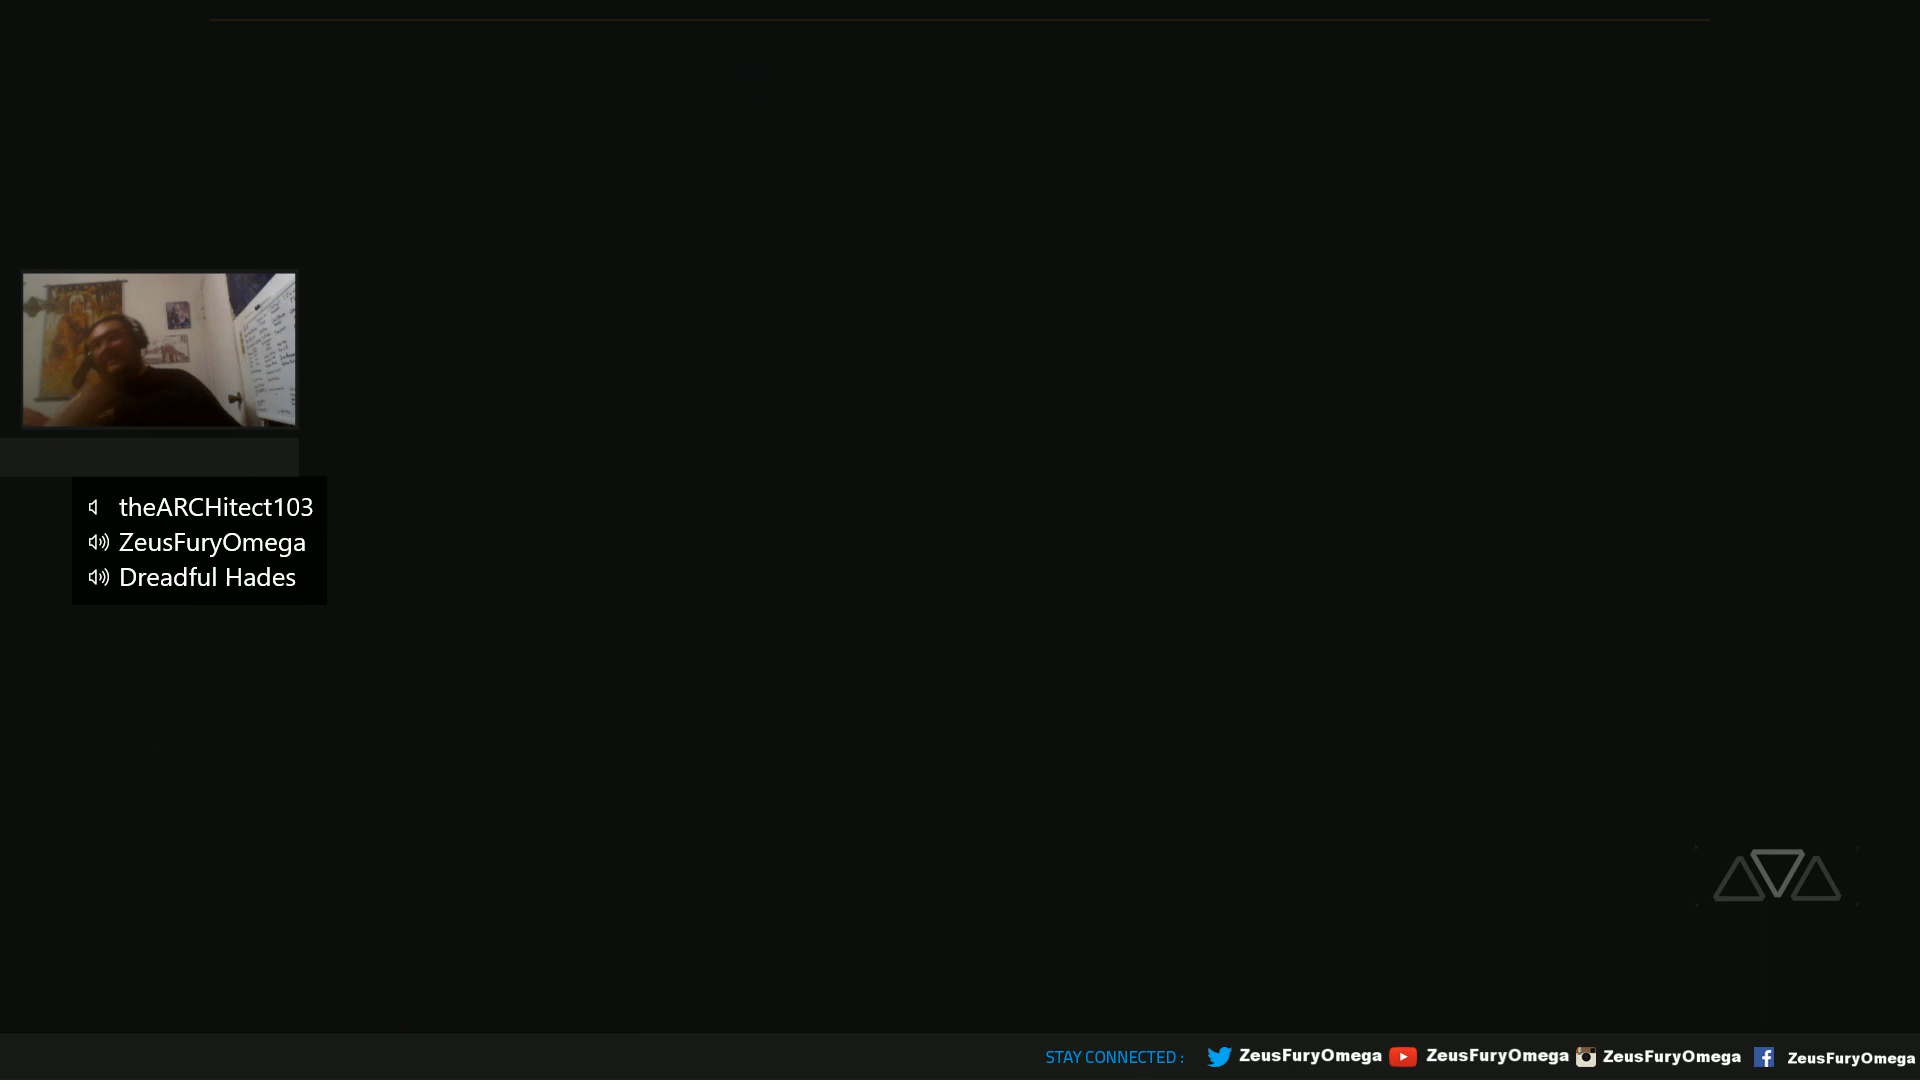 theARCHitect103
ZeusFuryOmega
Dreadful Hades
STAY CONNECTED : ZeusFuryOmega ZeusFuryOmega ZeusFuryOmega ZeusFuryOmega